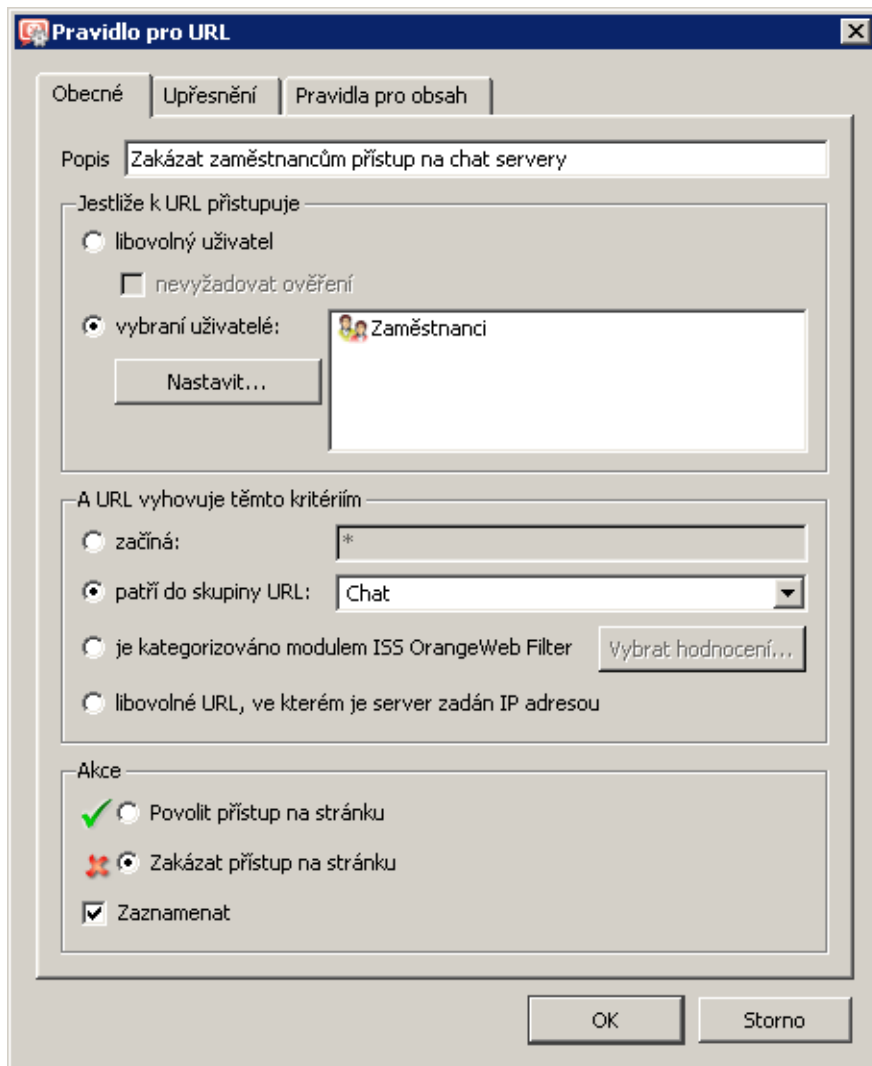 Pravidlo pro URL
Obecné Upřesnění Pravidla pro obsah
Popis Zakázat zaměstnancům přístup na chat servery
Jestliže k URL přistupuje
libovolný uživatel
nevyžadovat ověření
vybraní uživatelé: Zaměstnanci
Nastavit...
A URL vyhovuje těmto kritériím
začíná: *
patří do skupiny URL: Chat
je kategorizováno modulem ISS OrangeWeb Filter Vybrat hodnocení...
libovolné URL, ve kterém je server zadán IP adresou
Akce
Povolit přístup na stránku
Zakázat přístup na stránku
Zaznamenat
OK Storno